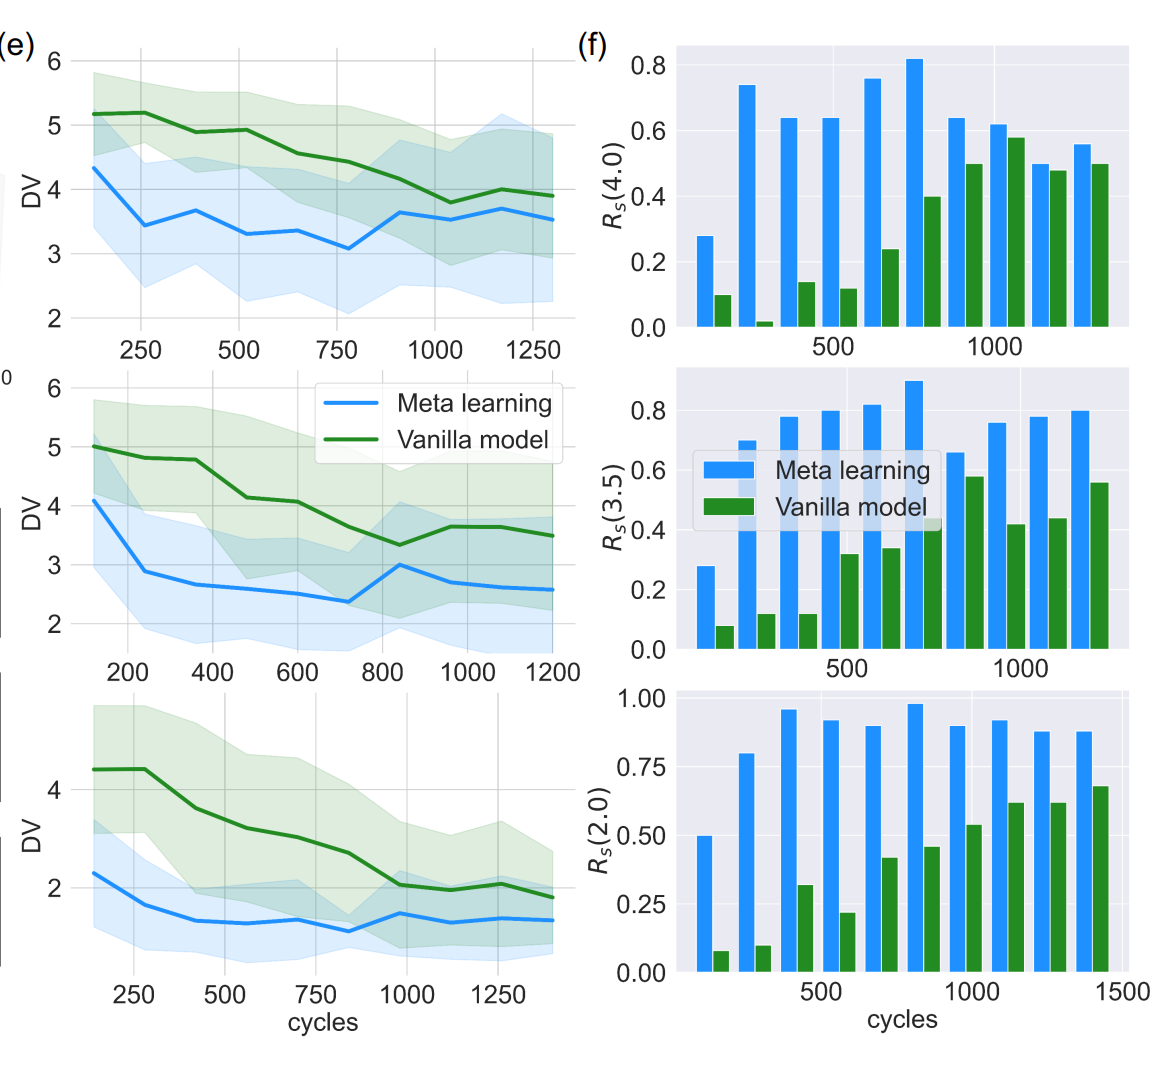 (e)
6
5
4
3
2
DV
250 500 750 1000 1250
0
6
5
4
3
2
DV
Meta learning
Vanilla model
200 400 600 800 1000 1200
4
2
DV
250 500 750 1000 1250
cycles
(f)
0.8
0.6
0.4
0.2
0.0
Rs(4.0)
500 1000
0.8
0.6
0.4
0.2
0.0
Rs(3.5)
Meta learning
Vanilla model
500 1000
1.00
0.75
0.50
0.25
0.00
Rs(2.0)
500 1000 1500
cycles